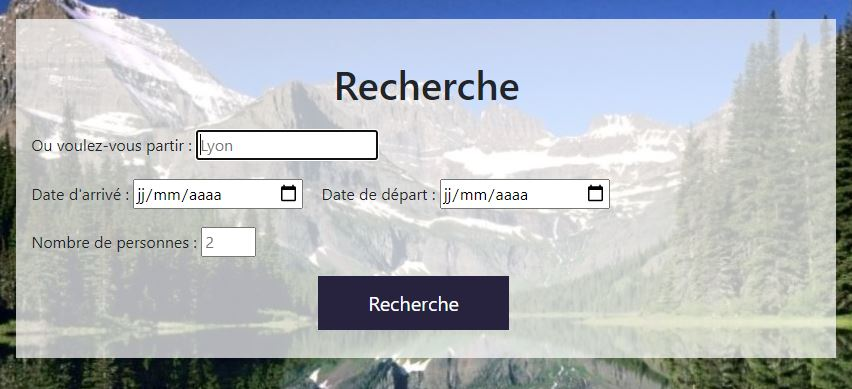 Recherche
Ou voulez-vous partir : Lyon
Date d'arrivé : jj/mm/aaaa Date de départ : jj/mm/aaaa
Nombre de personnes : 2
Recherche